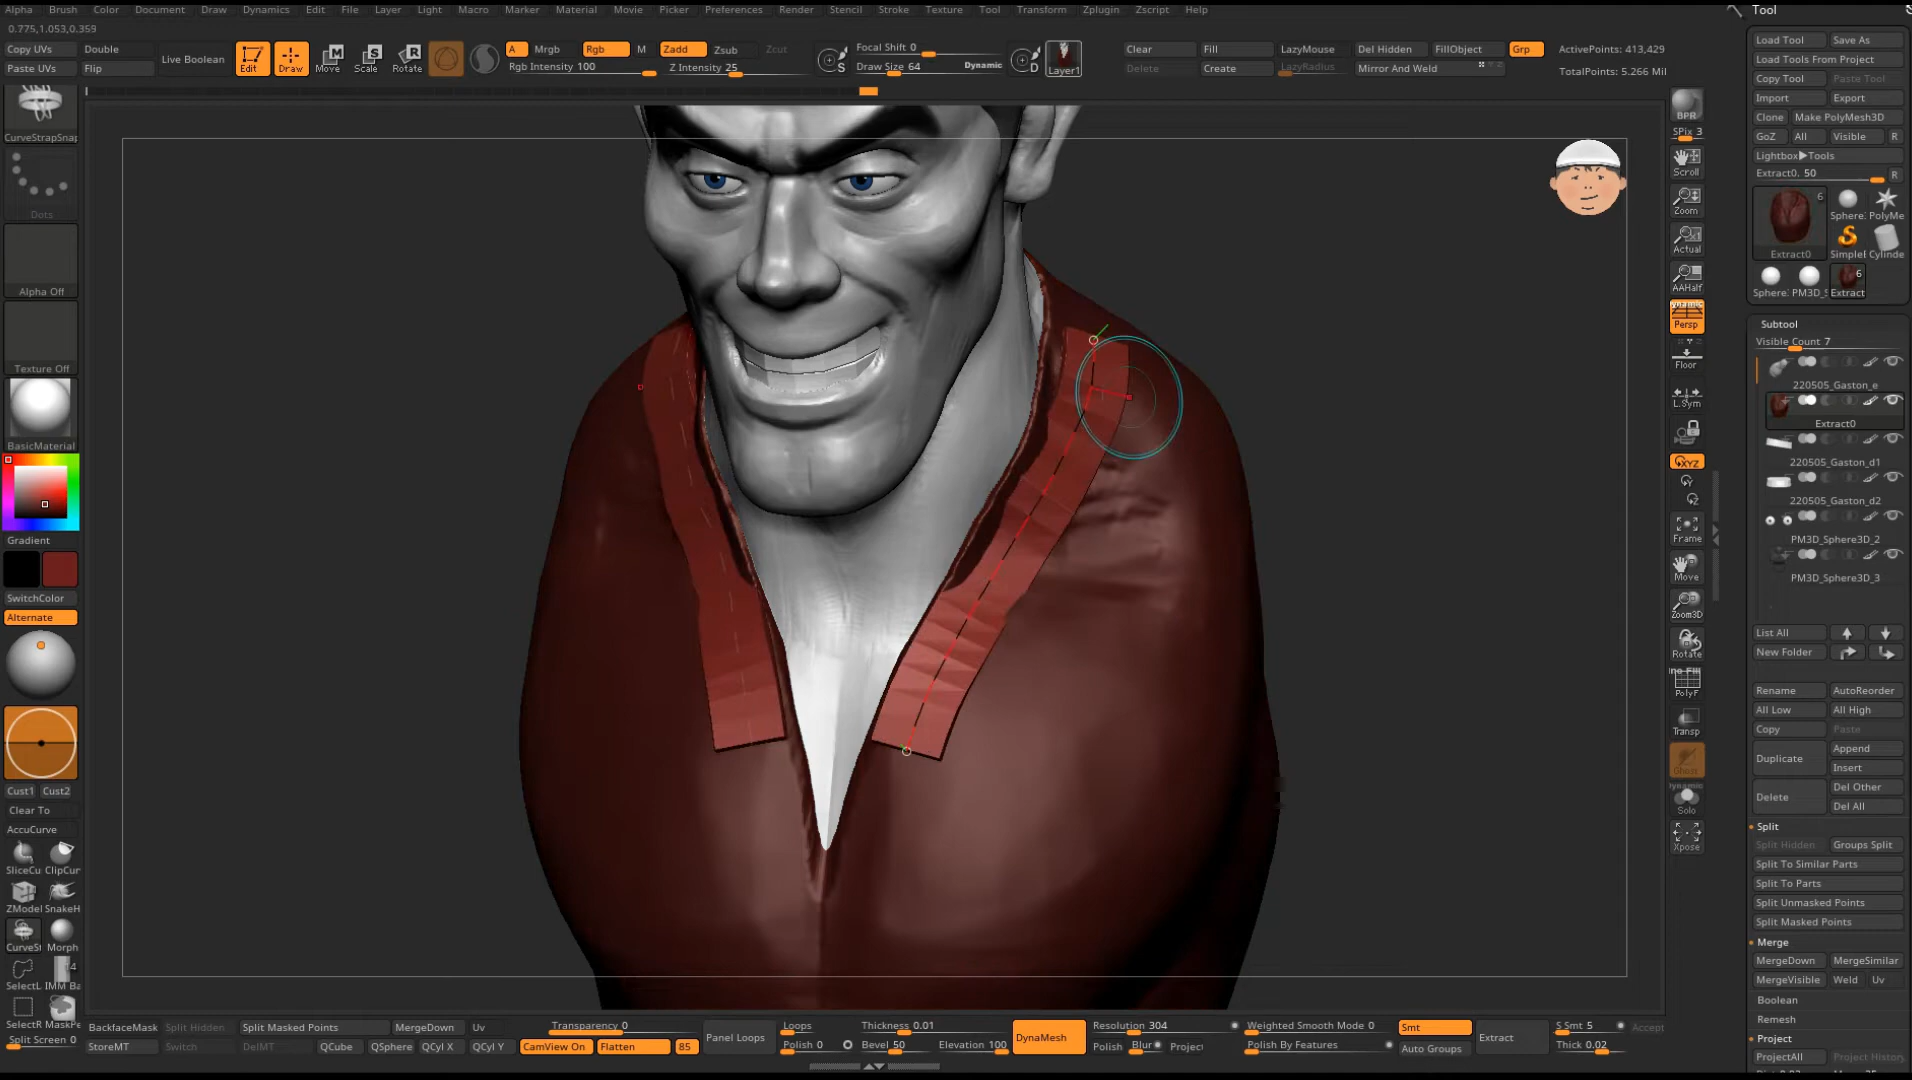 Alpha Brush Color Document Draw Dynamics Edit File Layer Light Macro Marker Material Movie Picker Preferences Render Stencil Stroke Texture Tool Transform Zplugin Zscript Help
Tool
0.775,1.053,0.359
Copy UVs Double
Paste UVs Flip
Live Boolean
Edit Draw Move Scale Rotate
A Mrgb Rgb M Zadd Zsub Zcut
Rgb Intensity 100 Z Intensity 25
S
Focal Shift 0
Draw Size 64 Dynamic
D
Layer1
Clear Fill LazyMouse Del Hidden FillObject Grp
Delete Create LazyRadius Mirror And Weld
ActivePoints: 413,429
TotalPoints: 5.266 Mil
CurveStrapSnap
Dots
Alpha Off
Texture Off
BasicMaterial
Gradient
SwitchColor
Alternate
Cust1 Cust2
Clear To
AccuCurve
SliceCu ClipCur
ZModel SnakeH
CurveSt Morph
SelectL IMM Ba
SelectR MaskPe
Split Screen 0
BPR
SPix 3
Scroll
Zoom
Actual
AAHalf
Dynamic
Persp
Floor
L.Sym
XYZ
Y
Z
Frame
Move
Zoom3D
Rotate
Line Fill
PolyF
Transp
Ghost
Dynamic
Solo
Xpose
Load Tool Save As
Load Tools From Project
Copy Tool Paste Tool
Import Export
Clone Make PolyMesh3D
GoZ All Visible R
Lightbox▶Tools
Extract0. 50 R
6
Extract0
Sphere PolyMe
SimpleB Cylinde
6
Sphere PM3D_S Extract
Subtool
Visible Count 7
220505_Gaston_e
Extract0
220505_Gaston_d1
220505_Gaston_d2
PM3D_Sphere3D_2
PM3D_Sphere3D_3
List All
New Folder
Rename AutoReorder
All Low All High
Copy Paste
Duplicate Append
Insert
Delete Del Other
Del All
Split
Split Hidden Groups Split
Split To Similar Parts
Split To Parts
Split Unmasked Points
Split Masked Points
Merge
MergeDown MergeSimilar
MergeVisible Weld Uv
Boolean
Remesh
Project
ProjectAll Project History
BackfaceMask Split Hidden Split Masked Points MergeDown Uv
StoreMT Switch DelMT QCube QSphere QCyl X QCyl Y
Transparency 0
CamView On Flatten 85
Panel Loops
Loops Thickness 0.01
Polish 0 Bevel 50 Elevation 100
DynaMesh
Resolution 304
Polish Blur Project
Weighted Smooth Mode 0
Polish By Features
Smt
Auto Groups
Extract
S Smt 5 Accept
Thick 0.02